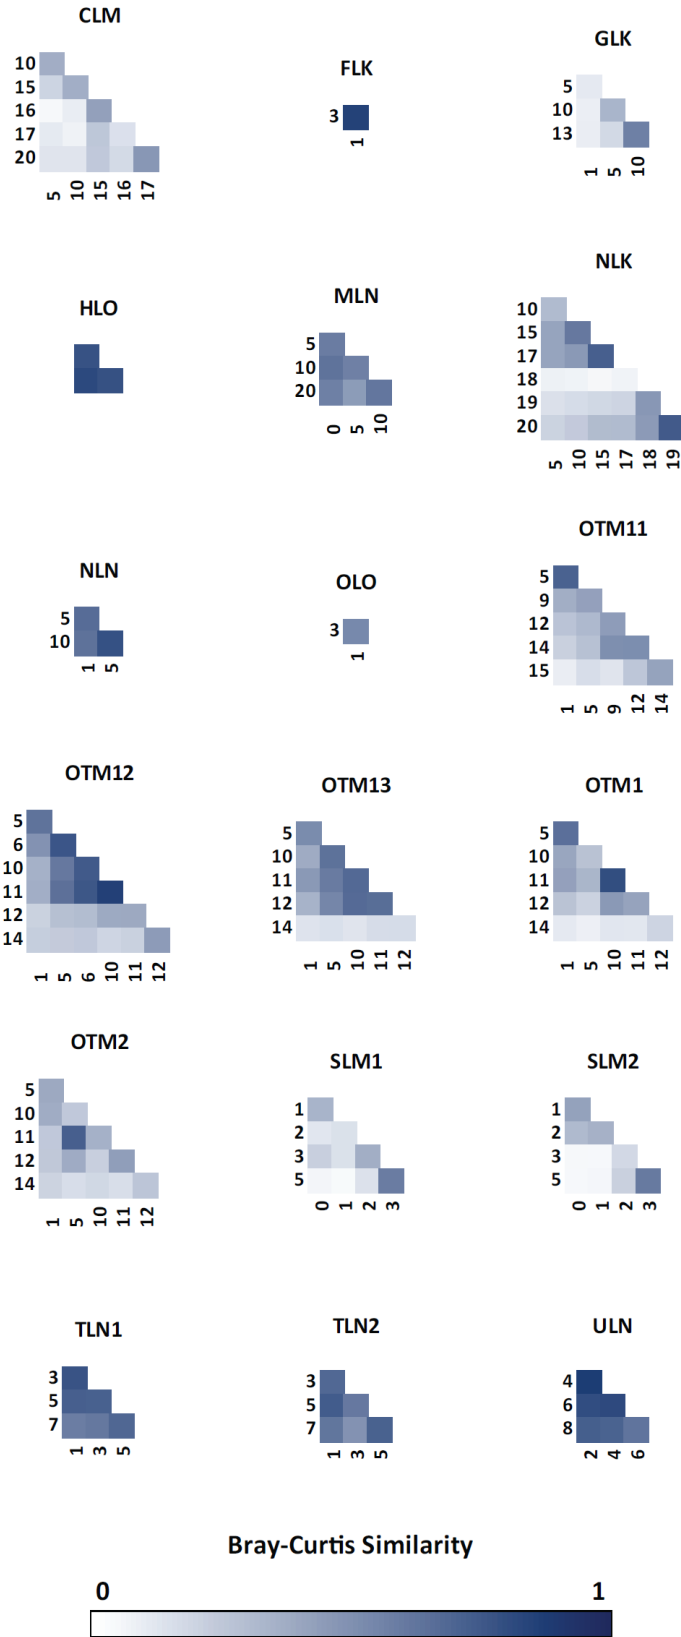 CLM
10
15
16
17
20
5 10 15 16 17
FLK
3
1
GLK
5
10
13
1 5 10
HLO
MLN
5
10
20
0 5 10
NLK
10
15
17
18
19
20
5 10 15 17 18 19
NLN
5
10
1 5
OLO
3
1
OTM11
5
9
12
14
15
1 5 9 12 14
OTM12
5
6
10
11
12
14
1 5 6 10 11 12
OTM13
5
10
11
12
14
1 5 10 11 12
OTM1
5
10
11
12
14
1 5 10 11 12
OTM2
5
10
11
12
14
1 5 10 11 12
SLM1
1
2
3
5
0 1 2 3
SLM2
1
2
3
5
0 1 2 3
TLN1
3
5
7
1 3 5
TLN2
3
5
7
1 3 5
ULN
4
6
8
2 4 6
Bray-Curtis Similarity
0 1